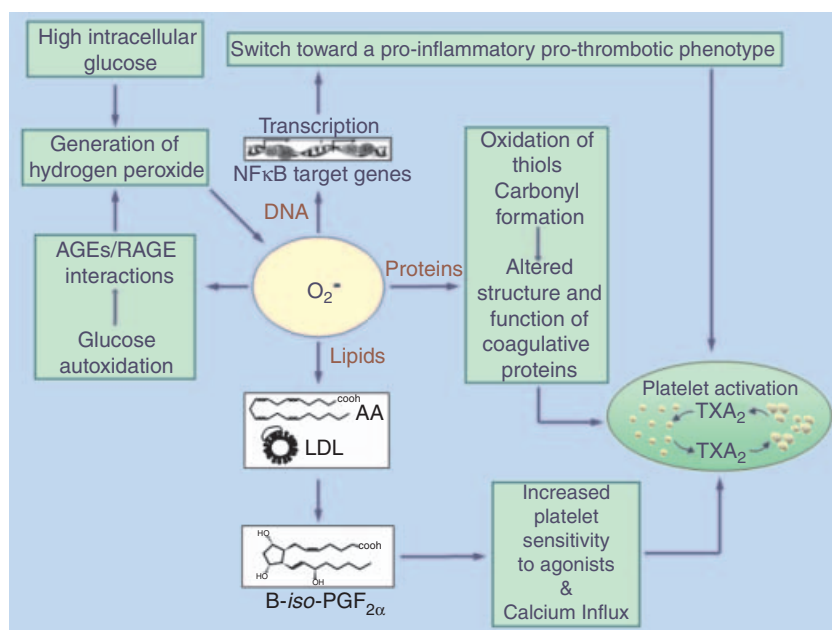 High intracellular
glucose
Switch toward a pro-inflammatory pro-thrombotic phenotype
Generation of
hydrogen peroxide
Transcription
NFκB target genes
DNA
Oxidation of
thiols
Carbonyl
formation
Altered
structure and
function of
coagulative
proteins
AGEs/RAGE
interactions
Glucose
autoxidation
O₂⁻
Proteins
Lipids
cooh
AA
LDL
Platelet activation
TXA₂
TXA₂
HO
cooh
HO
OH
B-iso-PGF₂α
Increased
platelet
sensitivity
to agonists
&
Calcium Influx